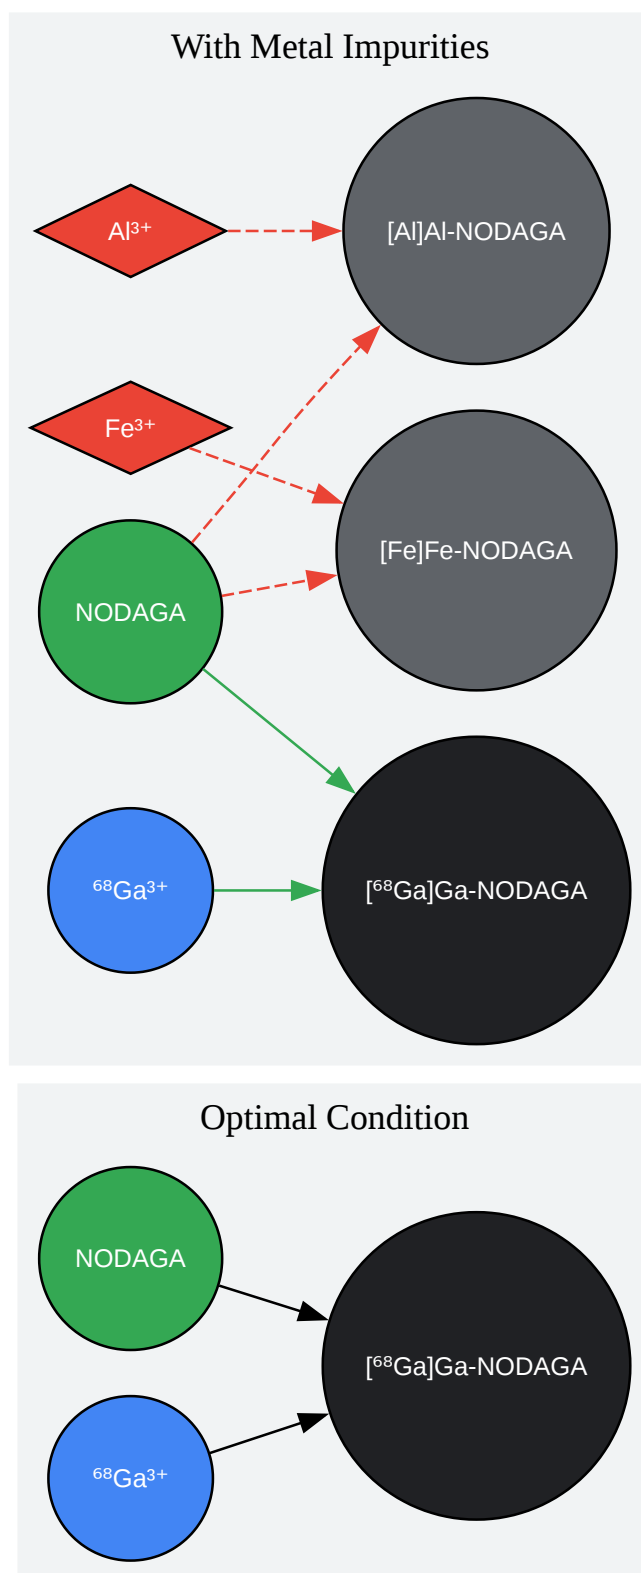 With Metal Impurities
Al³⁺
[Al]Al-NODAGA
Fe³⁺
[Fe]Fe-NODAGA
NODAGA
⁶⁸Ga³⁺
[⁶⁸Ga]Ga-NODAGA
Optimal Condition
NODAGA
[⁶⁸Ga]Ga-NODAGA
⁶⁸Ga³⁺